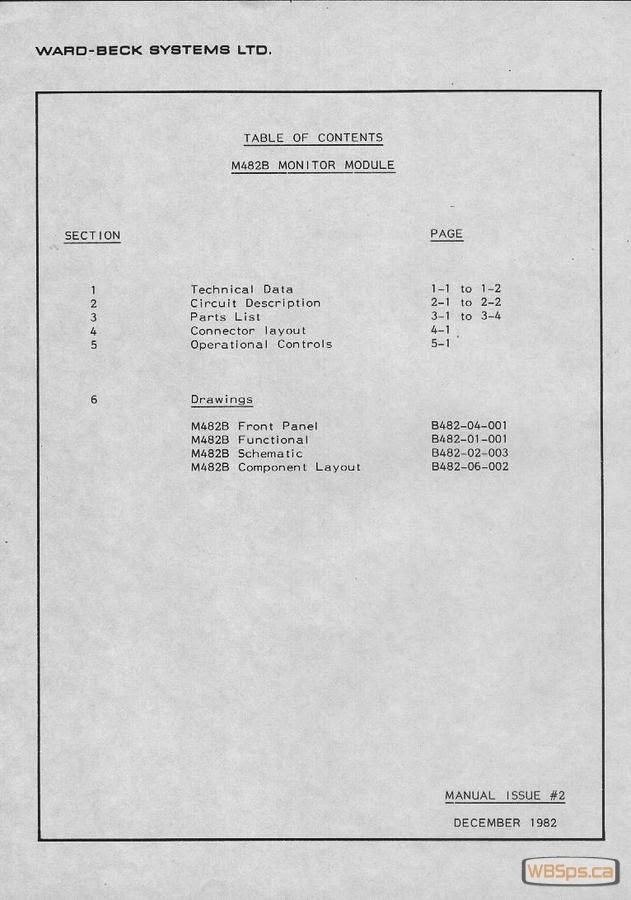 WARD-BECK SYSTEMS LTD.
TABLE OF CONTENTS
M482B MONITOR MODULE
SECTION PAGE
1 Technical Data 1-1 to 1-2
2 Circuit Description 2-1 to 2-2
3 Parts List 3-1 to 3-4
4 Connector layout 4-1
5 Operational Controls 5-1
6 Drawings
M482B Front Panel B482-04-001
M482B Functional B482-01-001
M482B Schematic B482-02-003
M482B Component Layout B482-06-002
MANUAL ISSUE #2
DECEMBER 1982
WBSps.ca